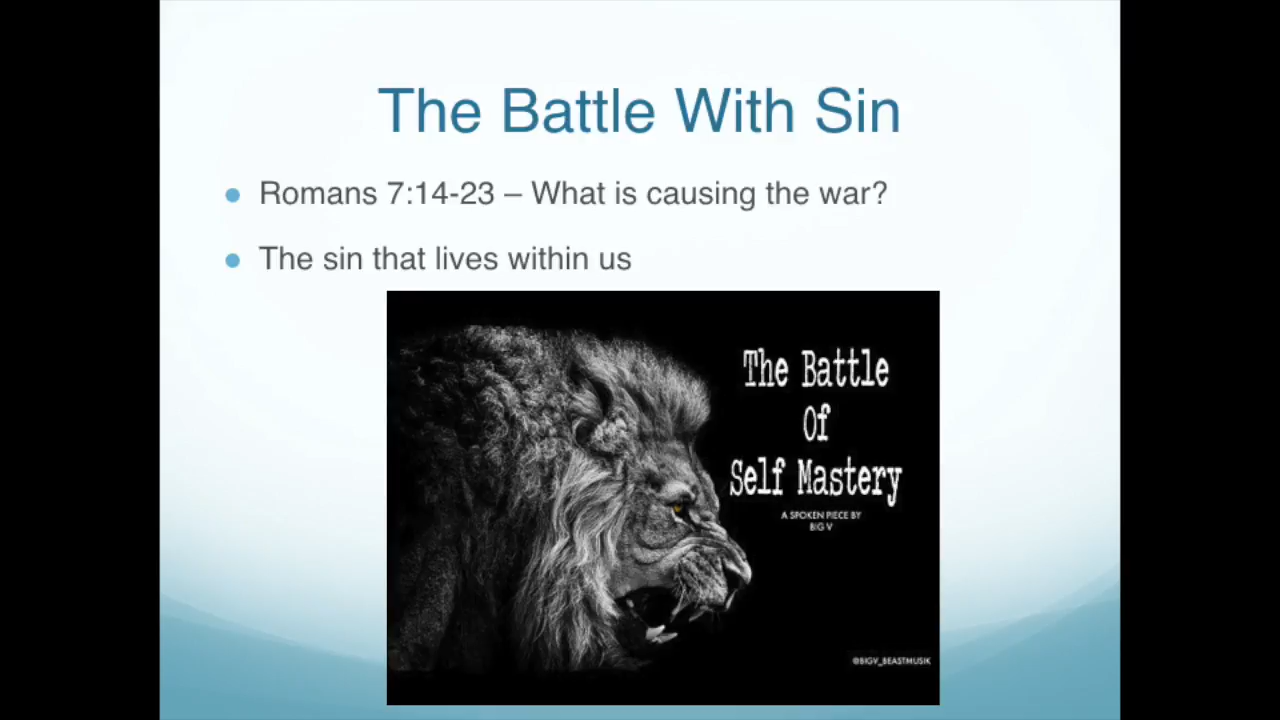 The Battle With Sin
Romans 7:14-23 – What is causing the war?
The sin that lives within us
The Battle
Of
Self Mastery
A SPOKEN PIECE BY
BIG V
@BIGV_BEASTMUSIK